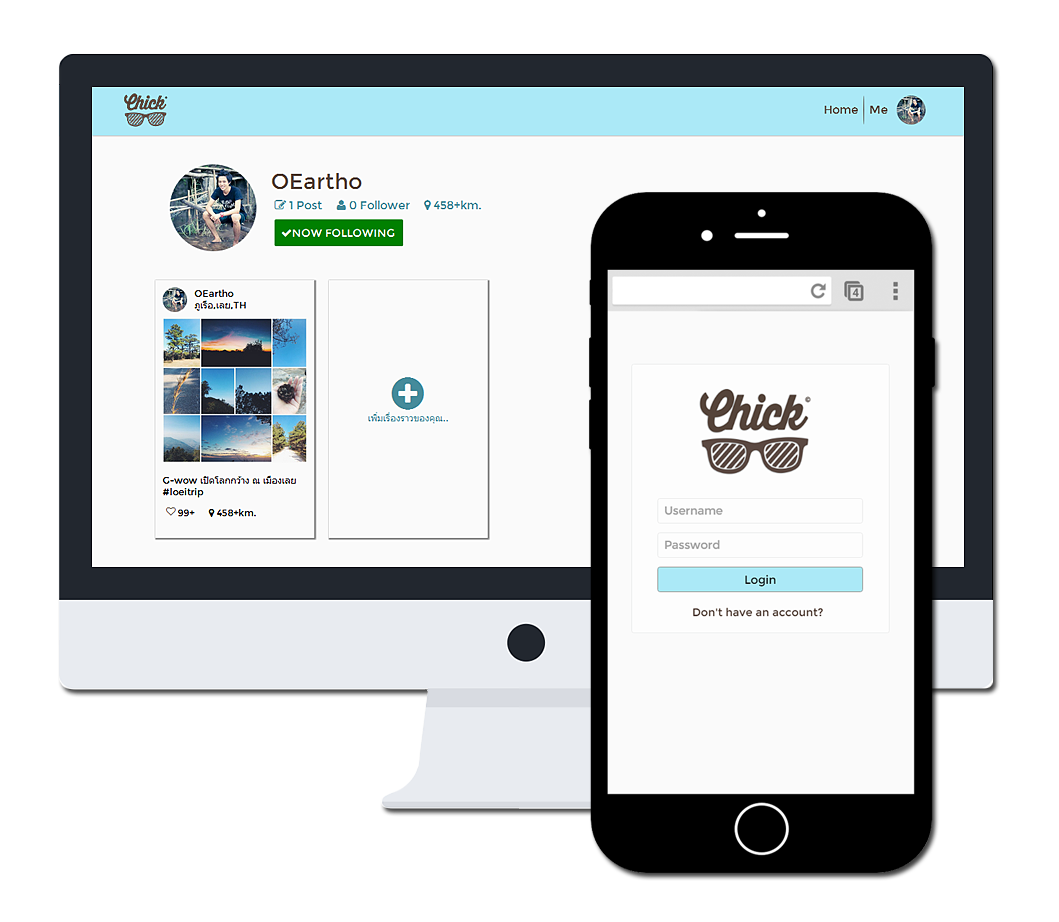 Chick
Home
Me
OEartho
1 Post
0 Follower
458+km.
NOW FOLLOWING
OEartho
ภูเรือ,เลย,TH
G-wow เปิดโลกกว้าง ณ เมืองเลย
#loeitrip
99+
458+km.
เพิ่มเรื่องราวของคุณ..
4
Chick©
Username
Password
Login
Don't have an account?